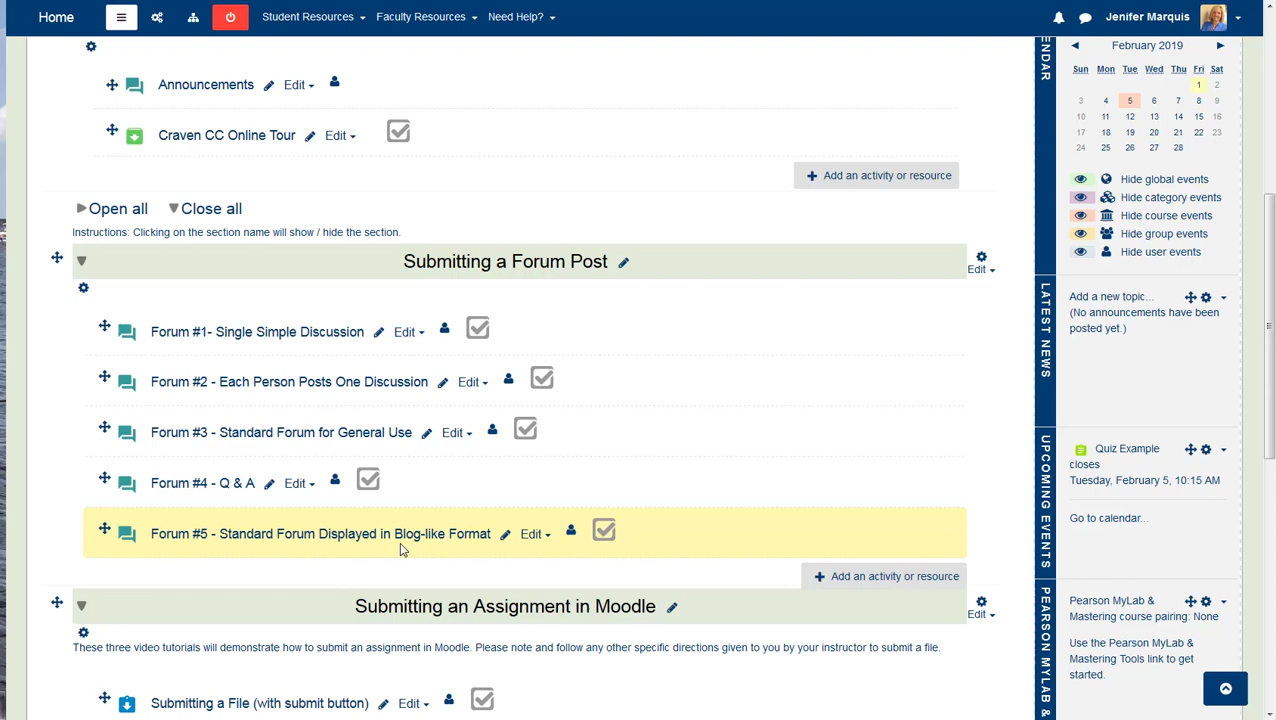 Home
Student Resources
Faculty Resources
Need Help?
Jenifer Marquis
Announcements
Edit
Craven CC Online Tour
Edit
Add an activity or resource
Open all
Close all
Instructions: Clicking on the section name will show / hide the section.
Submitting a Forum Post
Edit
Forum #1- Single Simple Discussion
Edit
Forum #2 - Each Person Posts One Discussion
Edit
Forum #3 - Standard Forum for General Use
Edit
Forum #4 - Q & A
Edit
Forum #5 - Standard Forum Displayed in Blog-like Format
Edit
Add an activity or resource
Submitting an Assignment in Moodle
Edit
These three video tutorials will demonstrate how to submit an assignment in Moodle. Please note and follow any other specific directions given to you by your instructor to submit a file.
Submitting a File (with submit button)
Edit
ENDAR
February 2019
Sun Mon Tue Wed Thu Fri Sat
1 2
3 4 5 6 7 8 9
10 11 12 13 14 15 16
17 18 19 20 21 22 23
24 25 26 27 28
Hide global events
Hide category events
Hide course events
Hide group events
Hide user events
LATEST NEWS
Add a new topic...
(No announcements have been
posted yet.)
UPCOMING EVENTS
Quiz Example
closes
Tuesday, February 5, 10:15 AM
Go to calendar...
PEARSON MYLAB &
Pearson MyLab &
Mastering course pairing: None
Use the Pearson MyLab &
Mastering Tools link to get
started.